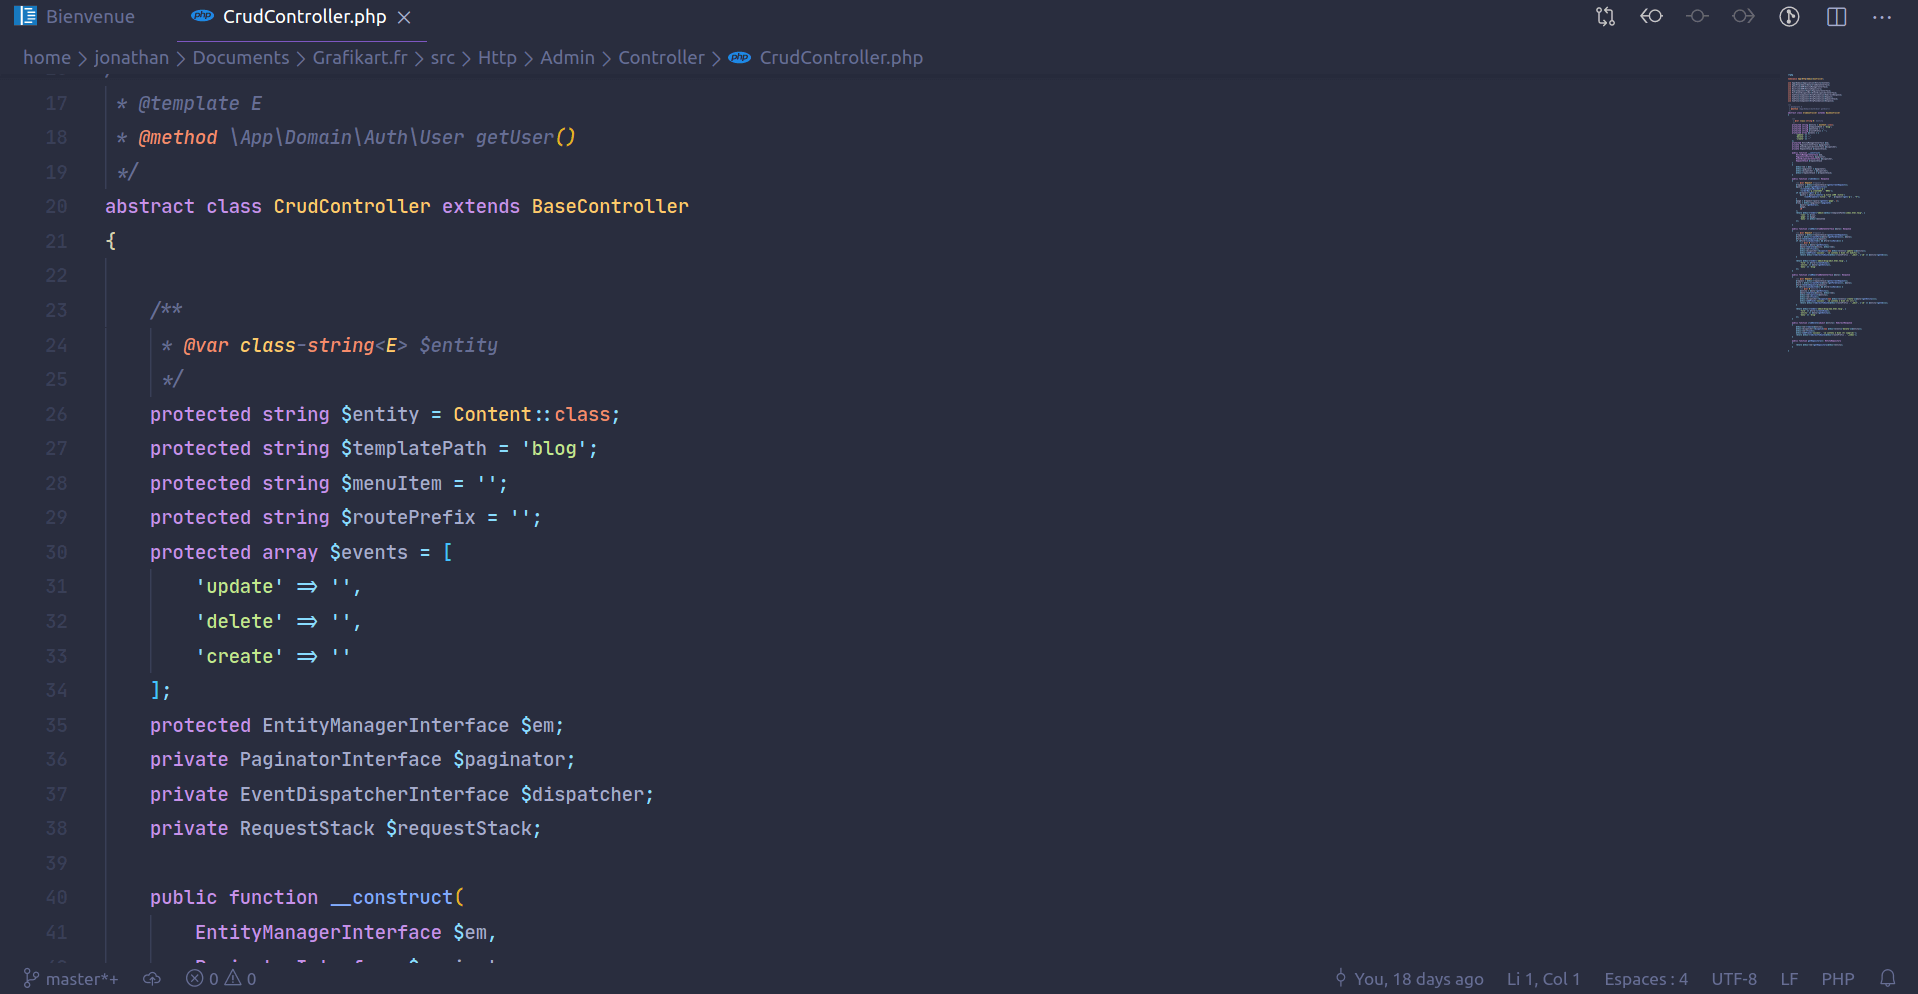 Bienvenue
php CrudController.php
home > jonathan > Documents > Grafikart.fr > src > Http > Admin > Controller > php CrudController.php
17 * @template E
18 * @method \App\Domain\Auth\User getUser()
19 */
20 abstract class CrudController extends BaseController
21 {
22
23 /**
24 * @var class-string<E> $entity
25 */
26 protected string $entity = Content::class;
27 protected string $templatePath = 'blog';
28 protected string $menuItem = '';
29 protected string $routePrefix = '';
30 protected array $events = [
31 'update' => '',
32 'delete' => '',
33 'create' => ''
34 ];
35 protected EntityManagerInterface $em;
36 private PaginatorInterface $paginator;
37 private EventDispatcherInterface $dispatcher;
38 private RequestStack $requestStack;
39
40 public function __construct(
41 EntityManagerInterface $em,
master*+ 0 0 You, 18 days ago Li 1, Col 1 Espaces : 4 UTF-8 LF PHP